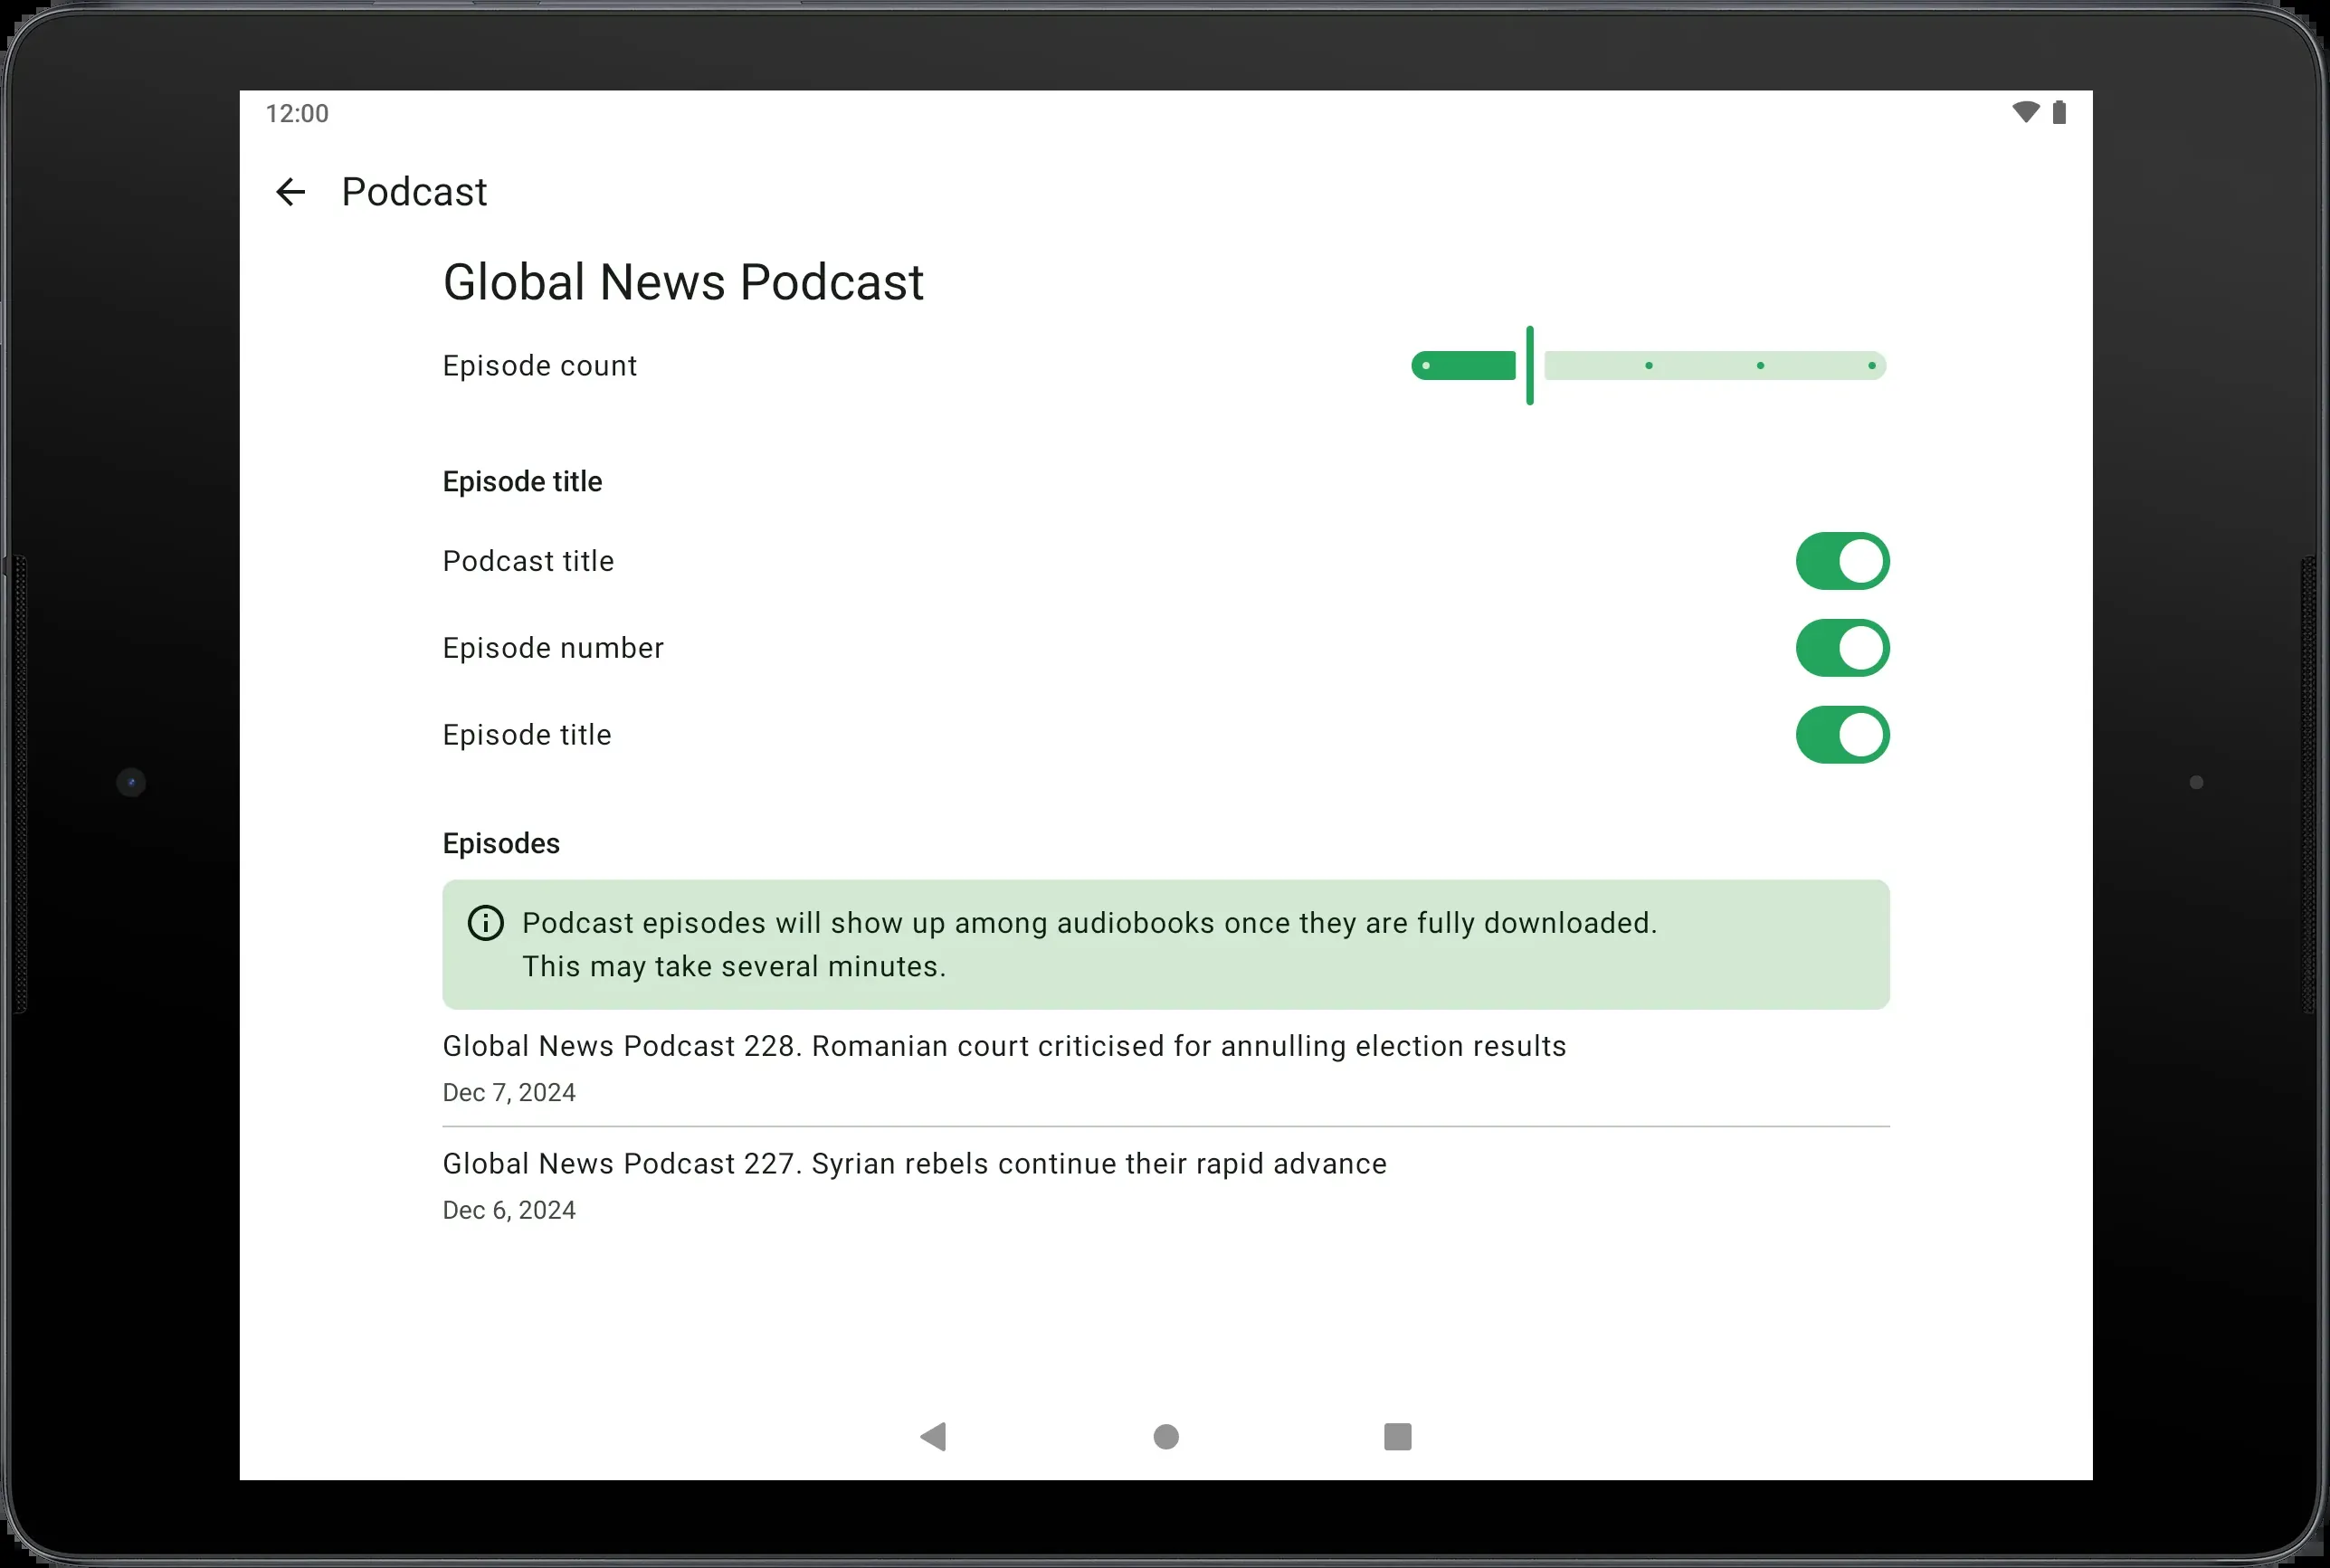 12:00
Podcast
Global News Podcast
Episode count
Episode title
Podcast title
Episode number
Episode title
Episodes
Podcast episodes will show up among audiobooks once they are fully downloaded.
This may take several minutes.
Global News Podcast 228. Romanian court criticised for annulling election results
Dec 7, 2024
Global News Podcast 227. Syrian rebels continue their rapid advance
Dec 6, 2024